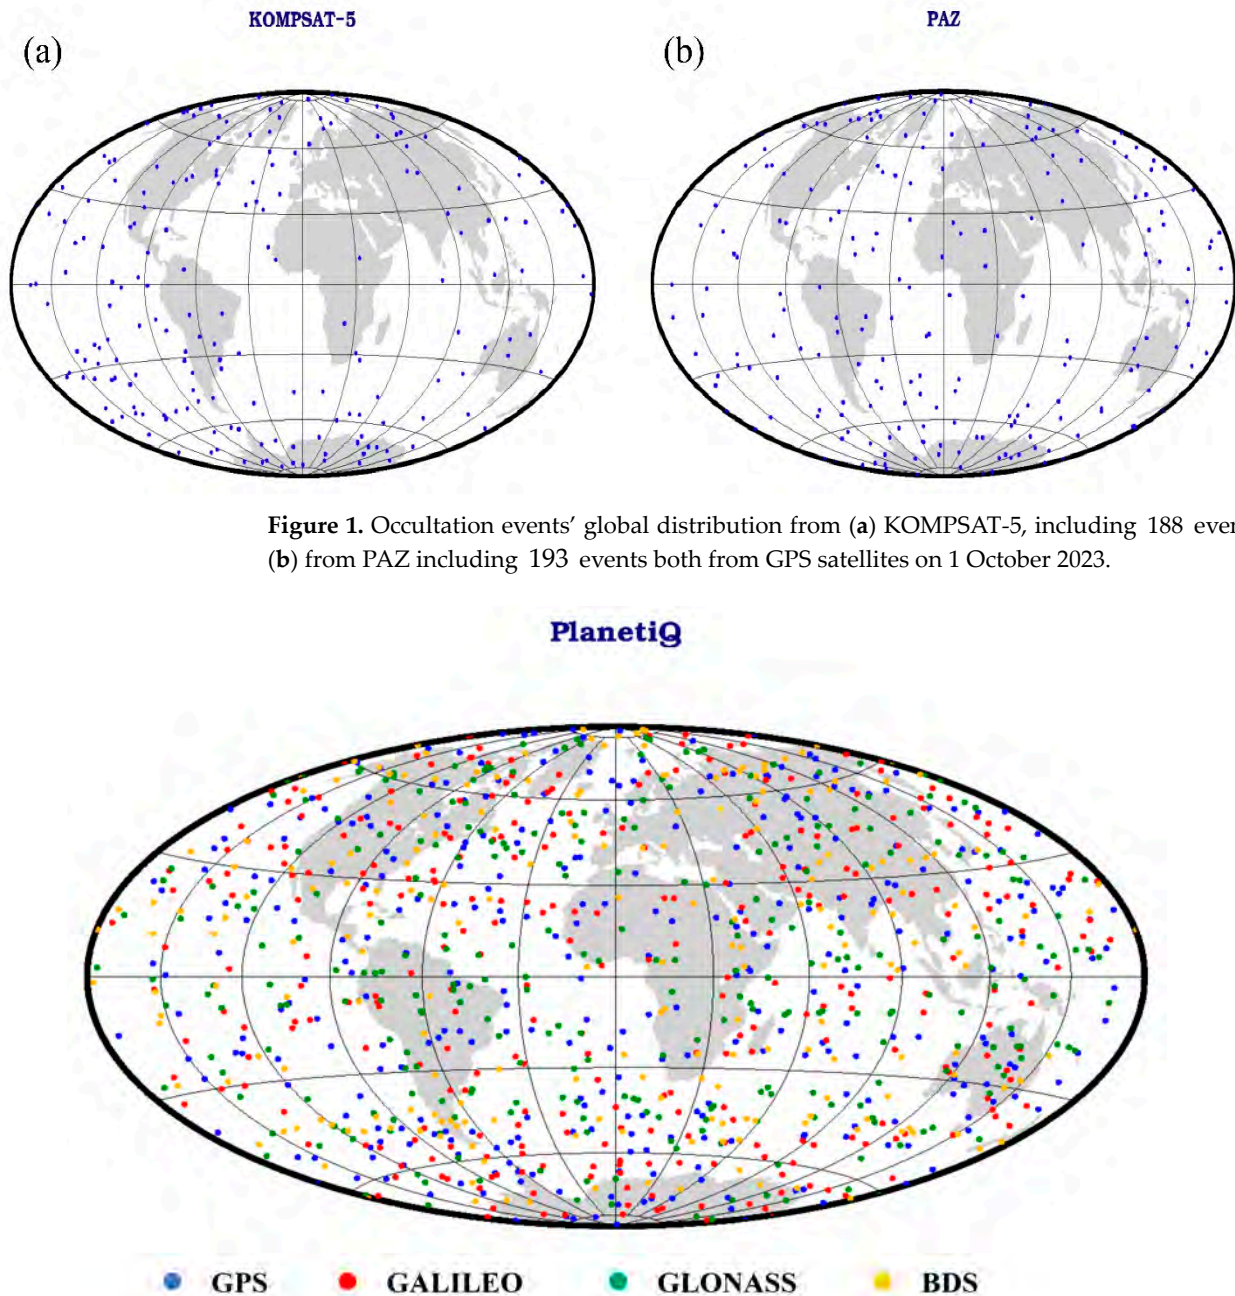 KOMPSAT-5 PAZ
(a) (b)
Figure 1. Occultation events’ global distribution from (a) KOMPSAT-5, including 188 even
(b) from PAZ including 193 events both from GPS satellites on 1 October 2023.
PlanetiQ
GPS GALILEO GLONASS BDS